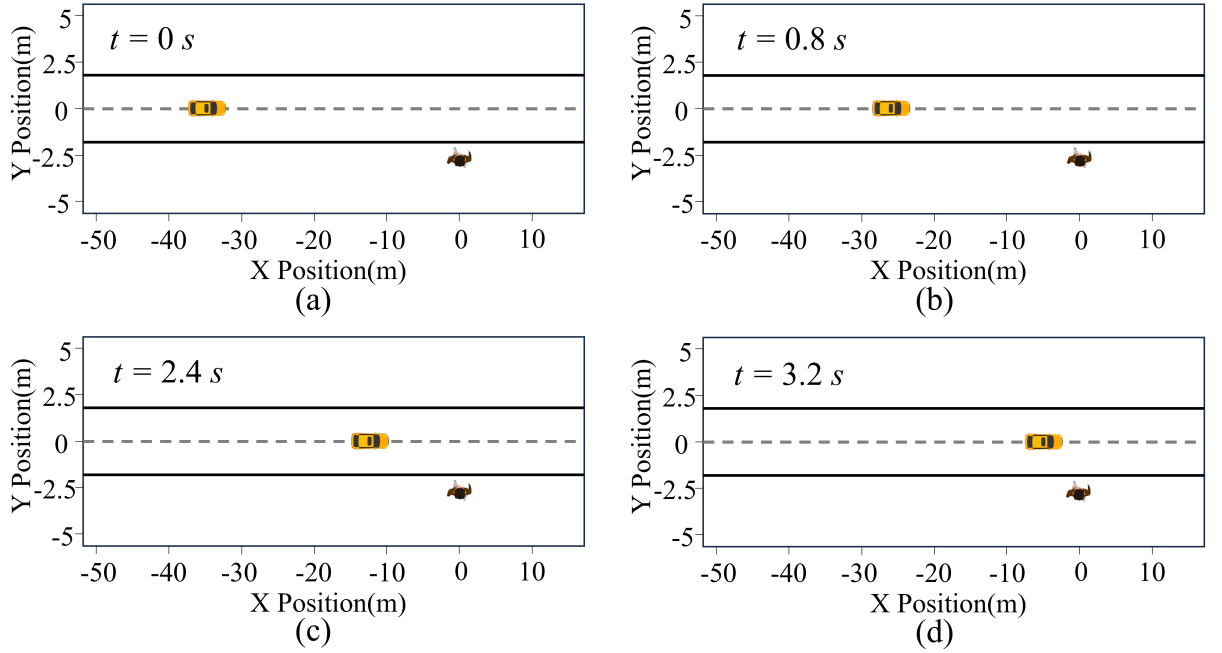 t = 0 s
5
2.5
0
-2.5
-5
Y Position(m)
-50 -40 -30 -20 -10 0 10
X Position(m)
(a)
t = 0.8 s
5
2.5
0
-2.5
-5
Y Position(m)
-50 -40 -30 -20 -10 0 10
X Position(m)
(b)
t = 2.4 s
5
2.5
0
-2.5
-5
Y Position(m)
-50 -40 -30 -20 -10 0 10
X Position(m)
(c)
t = 3.2 s
5
2.5
0
-2.5
-5
Y Position(m)
-50 -40 -30 -20 -10 0 10
X Position(m)
(d)